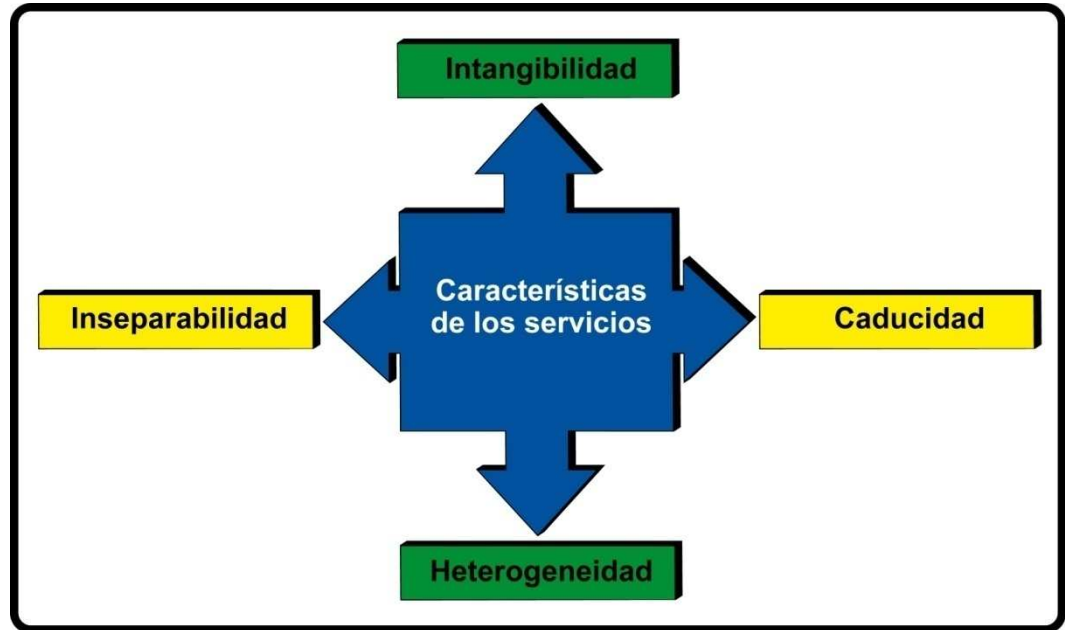 Intangibilidad
Inseparabilidad
Características
de los servicios
Caducidad
Heterogeneidad